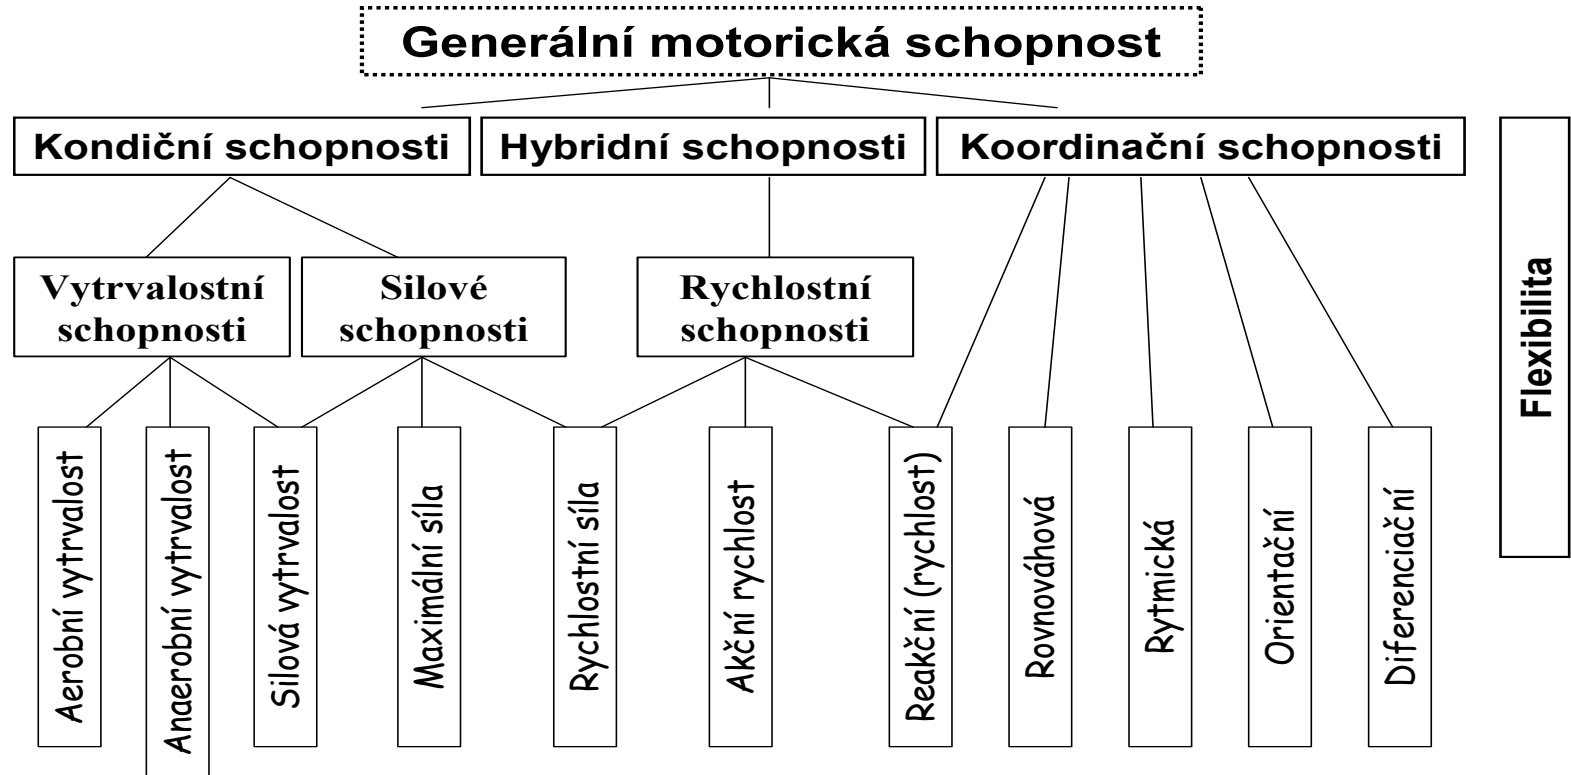 Generální motorická schopnost
Kondiční schopnosti
Hybridní schopnosti
Koordinační schopnosti
Flexibilita
Vytrvalostní
schopnosti
Silové
schopnosti
Rychlostní
schopnosti
Aerobní vytrvalost
Anaerobní vytrvalost
Silová vytrvalost
Maximální síla
Rychlostní síla
Akční rychlost
Reakční (rychlost)
Rovnováhová
Rytmická
Orientační
Diferenciační